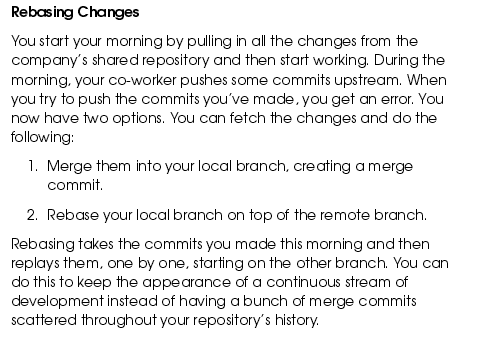 Rebasing Changes
You start your morning by pulling in all the changes from the
company's shared repository and then start working. During the
morning, your co-worker pushes some commits upstream. When
you try to push the commits you've made, you get an error. You
now have two options. You can fetch the changes and do the
following:
1. Merge them into your local branch, creating a merge
commit.
2. Rebase your local branch on top of the remote branch.
Rebasing takes the commits you made this morning and then
replays them, one by one, starting on the other branch. You can
do this to keep the appearance of a continuous stream of
development instead of having a bunch of merge commits
scattered throughout your repository's history.